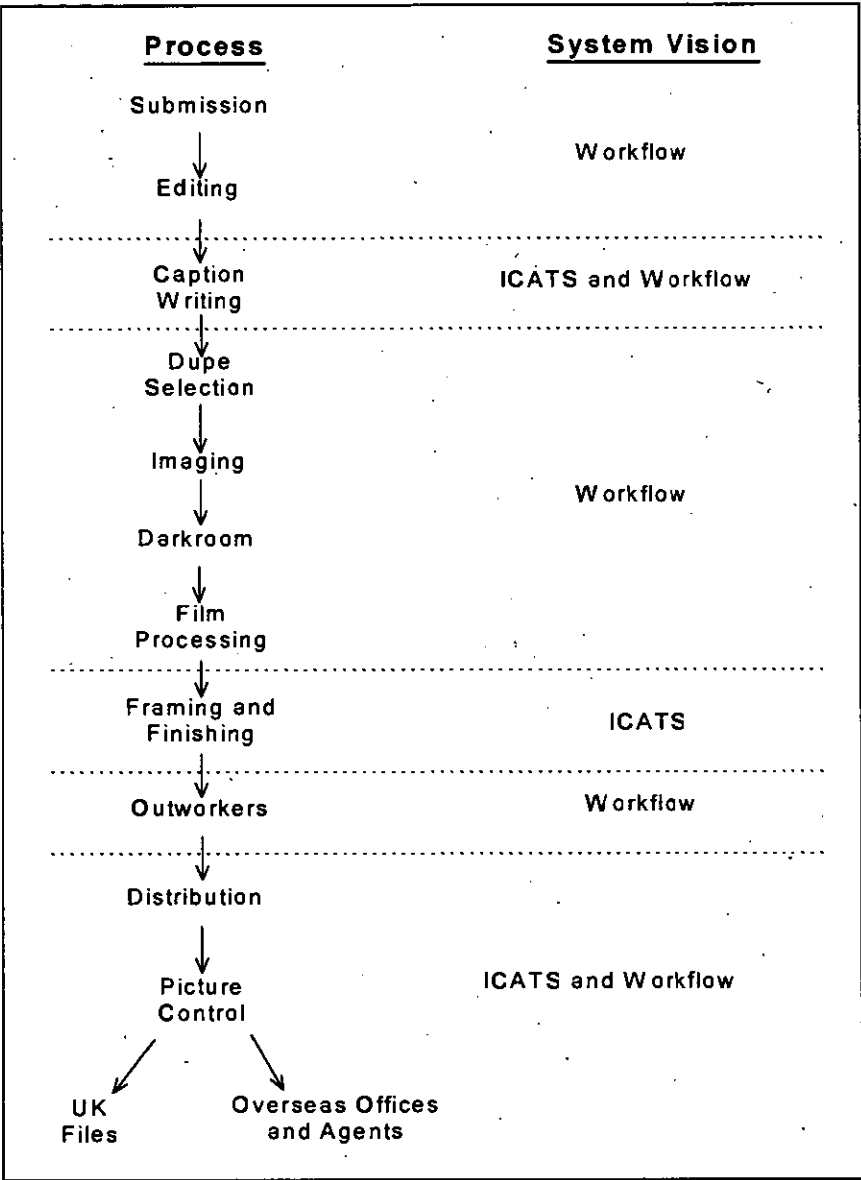 Process
System Vision
Submission
Workflow
Editing
Caption
Writing
ICATS and Workflow
Dupe
Selection
Imaging
Workflow
Darkroom
Film
Processing
Framing and
Finishing
ICATS
Outworkers
Workflow
Distribution
Picture
Control
ICATS and Workflow
UK
Files
Overseas Offices
and Agents